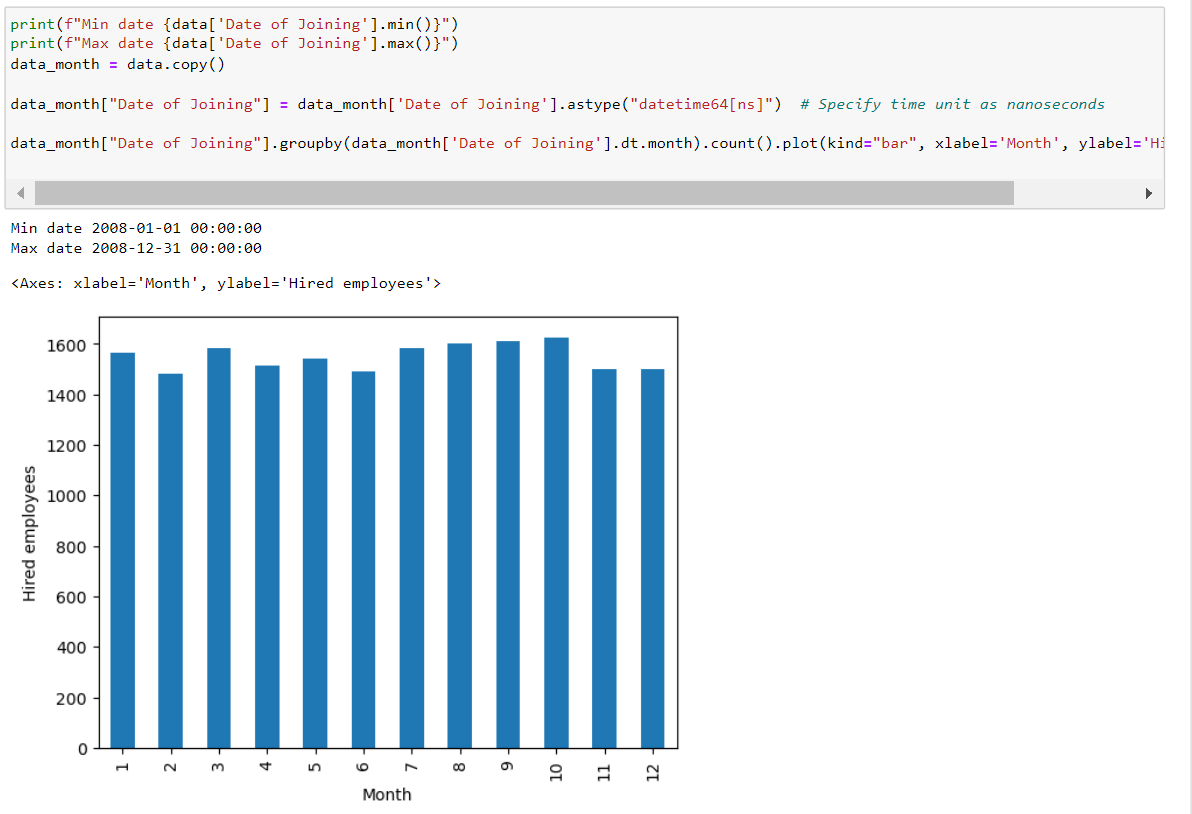 print(f"Min date {data['Date of Joining'].min()}")
print(f"Max date {data['Date of Joining'].max()}")
data_month = data.copy()
data_month["Date of Joining"] = data_month['Date of Joining'].astype("datetime64[ns]")  # Specify time unit as nanoseconds
data_month["Date of Joining"].groupby(data_month['Date of Joining'].dt.month).count().plot(kind="bar", xlabel='Month', ylabel='Hi
Min date 2008-01-01 00:00:00
Max date 2008-12-31 00:00:00
<Axes: xlabel='Month', ylabel='Hired employees'>
1600
1400
1200
1000
800
600
400
200
0
Hired employees
1 2 3 4 5 6 7 8 9 10 11 12
Month